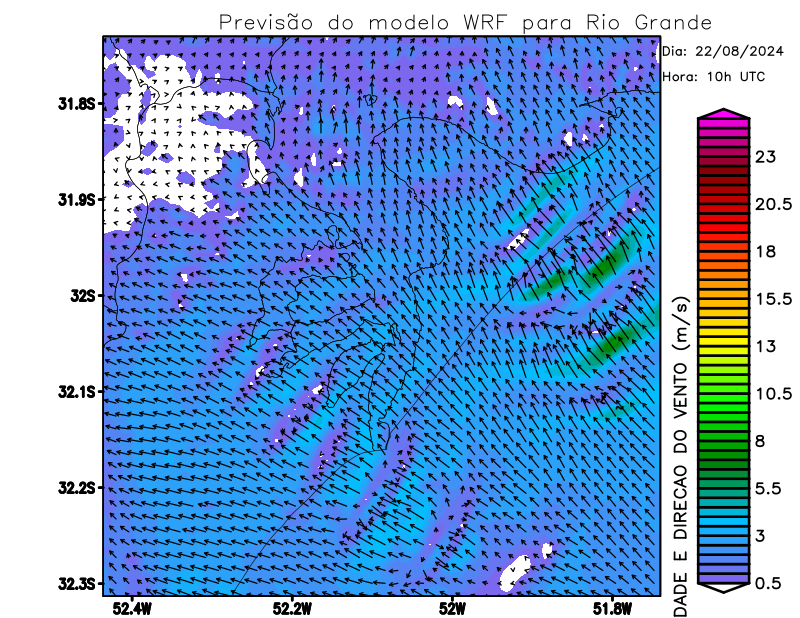 Previsão do modelo WRF para Rio Grande
Dia: 22/08/2024
Hora: 10h UTC
31.8S
31.9S
32S
32.1S
32.2S
32.3S
52.4W
52.2W
52W
51.8W
23
20.5
18
15.5
13
10.5
8
5.5
3
0.5
DADE E DIRECAO DO VENTO (m/s)